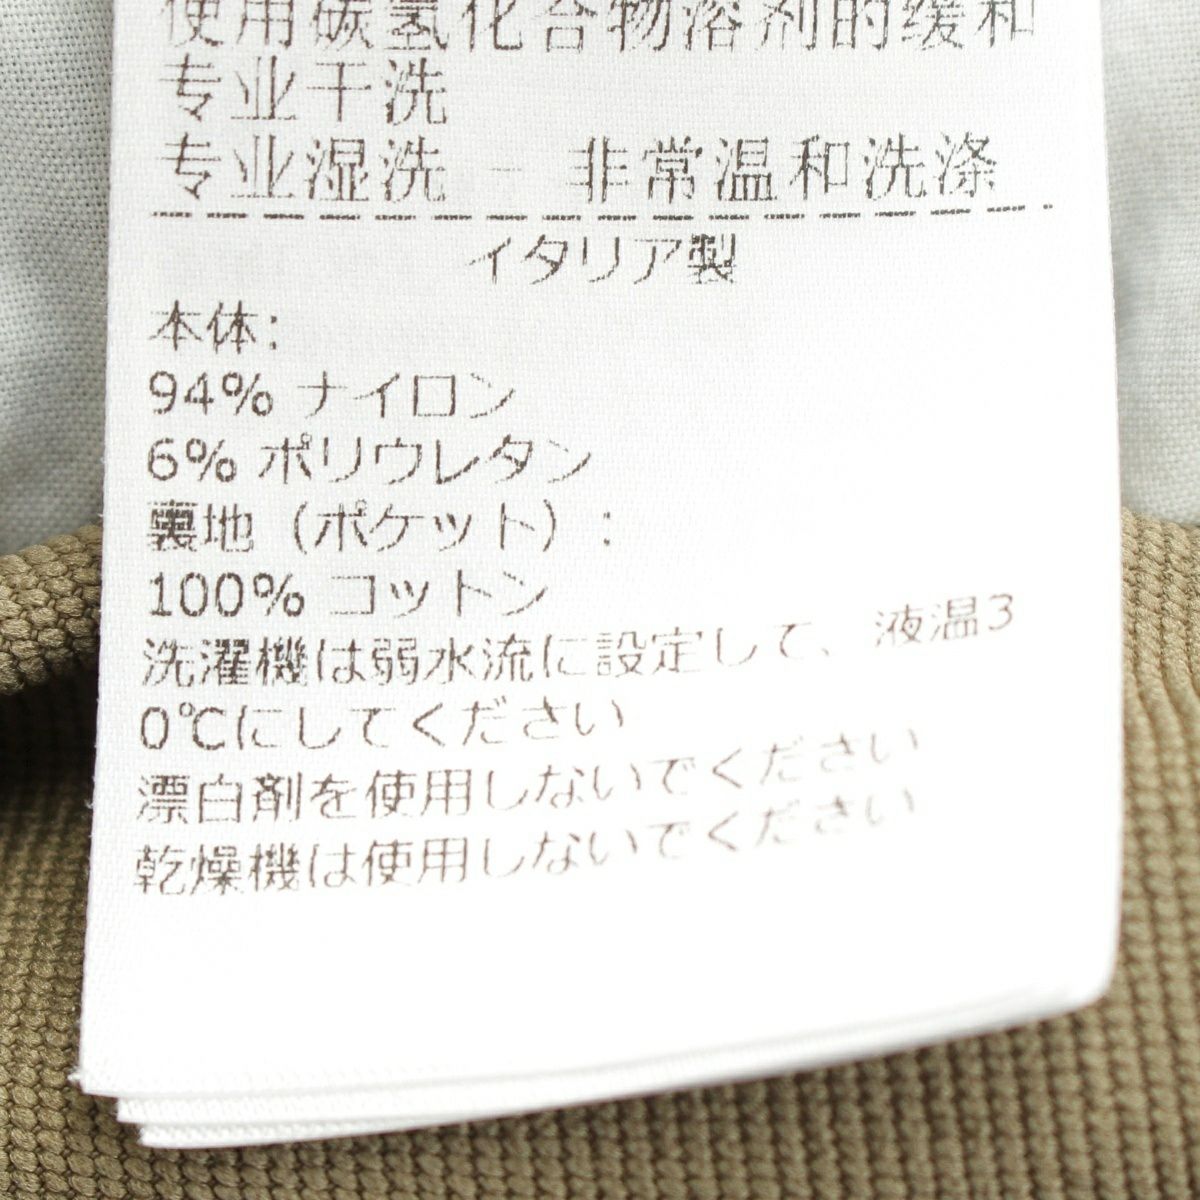 使用碳氢化合物溶剂的缓和
专业干洗
专业湿洗 - 非常温和洗涤
イタリア製
本体:
94% ナイロン
6% ポリウレタン
裏地（ポケット）:
100% コットン
洗濯機は弱水流に設定して、液温3
0℃にしてください
漂白剤を使用しないでください
乾燥機は使用しないでください